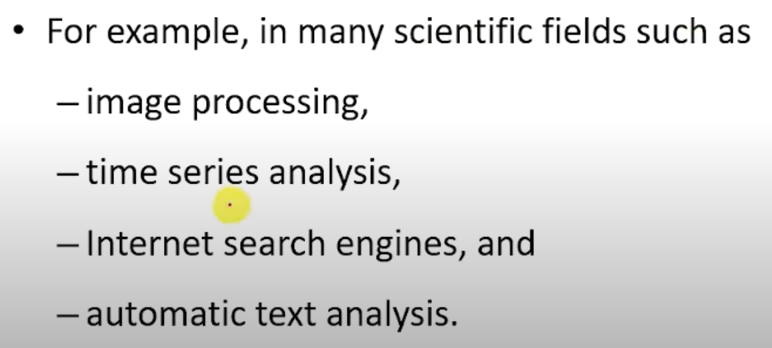 • For example, in many scientific fields such as
– image processing,
– time series analysis,
– Internet search engines, and
– automatic text analysis.